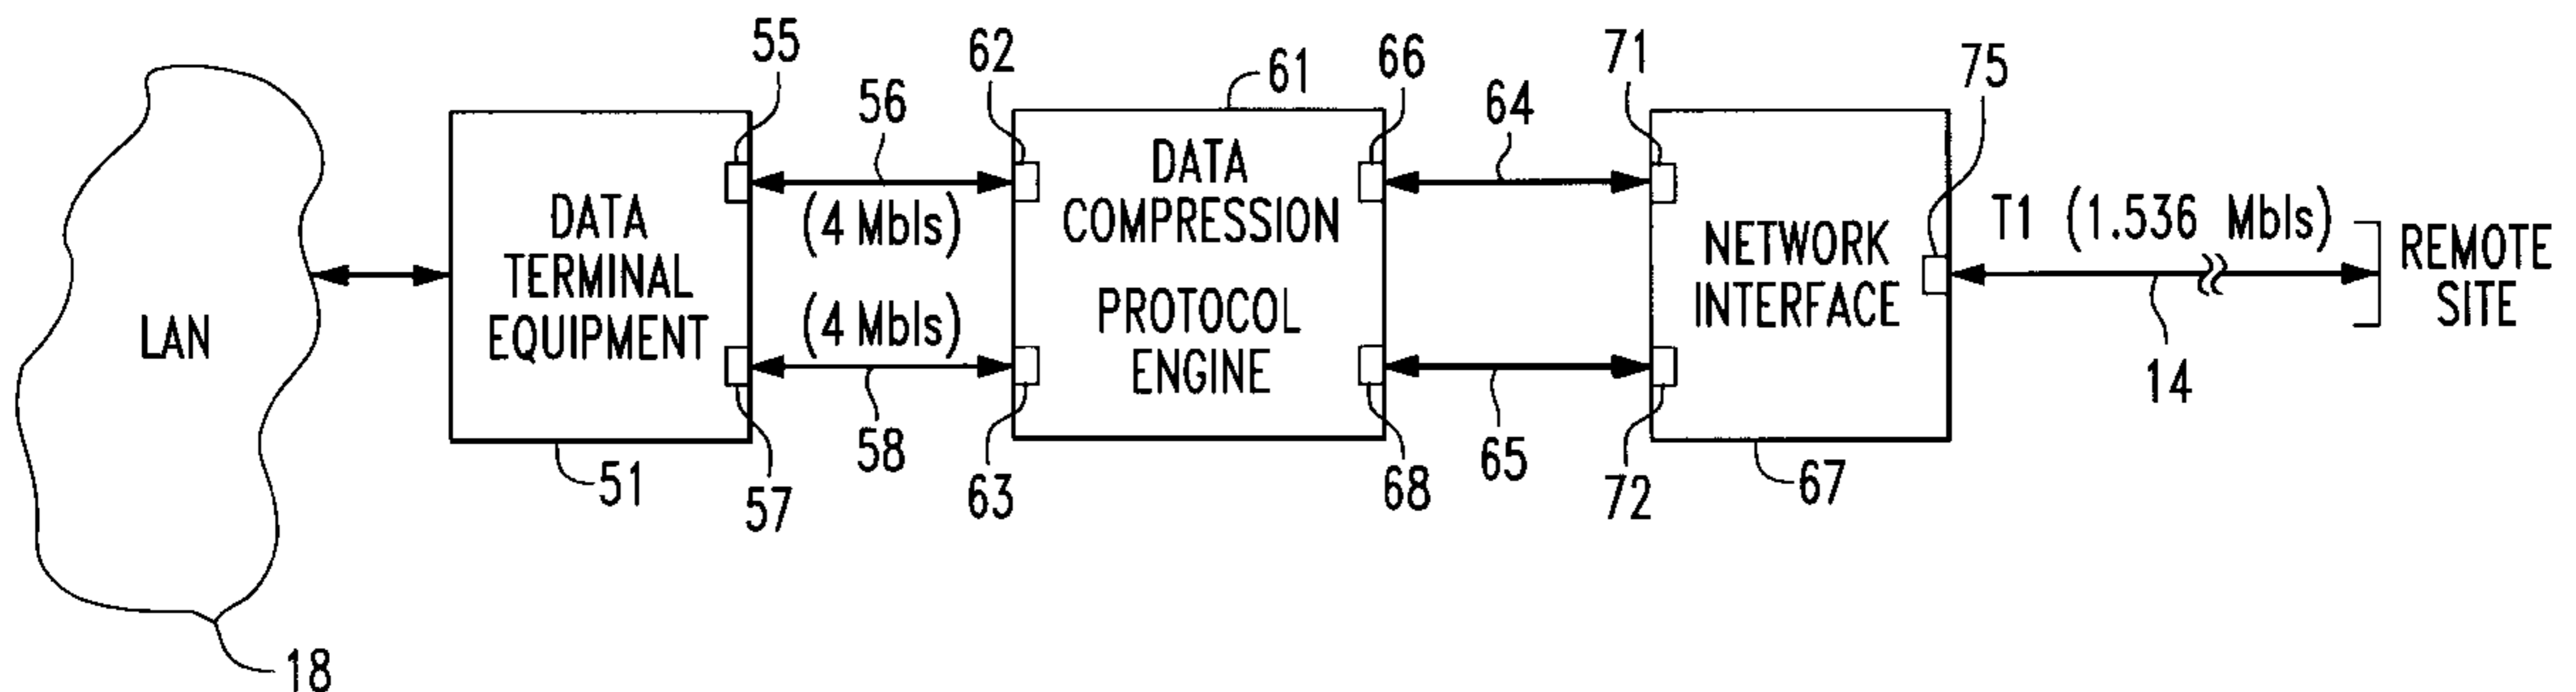 55
62
61
66
71
75
56
64
DATA
TERMINAL
EQUIPMENT
(4 Mbls)
(4 Mbls)
DATA
COMPRESSION
PROTOCOL
ENGINE
NETWORK
INTERFACE
T1 (1.536 Mbls)
REMOTE
SITE
LAN
14
58
65
51
57
63
68
72
67
18